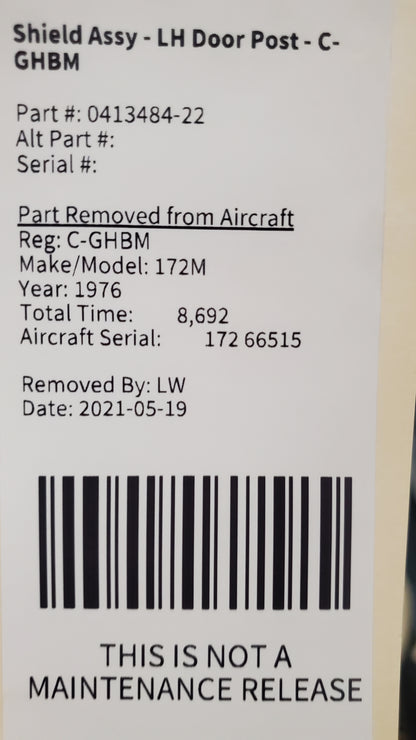 Shield Assy - LH Door Post - C-
GHBM
Part #: 0413484-22
Alt Part #:
Serial #:
Part Removed from Aircraft
Reg: C-GHBM
Make/Model: 172M
Year: 1976
Total Time: 8,692
Aircraft Serial: 172 66515
Removed By: LW
Date: 2021-05-19
THIS IS NOT A
MAINTENANCE RELEASE